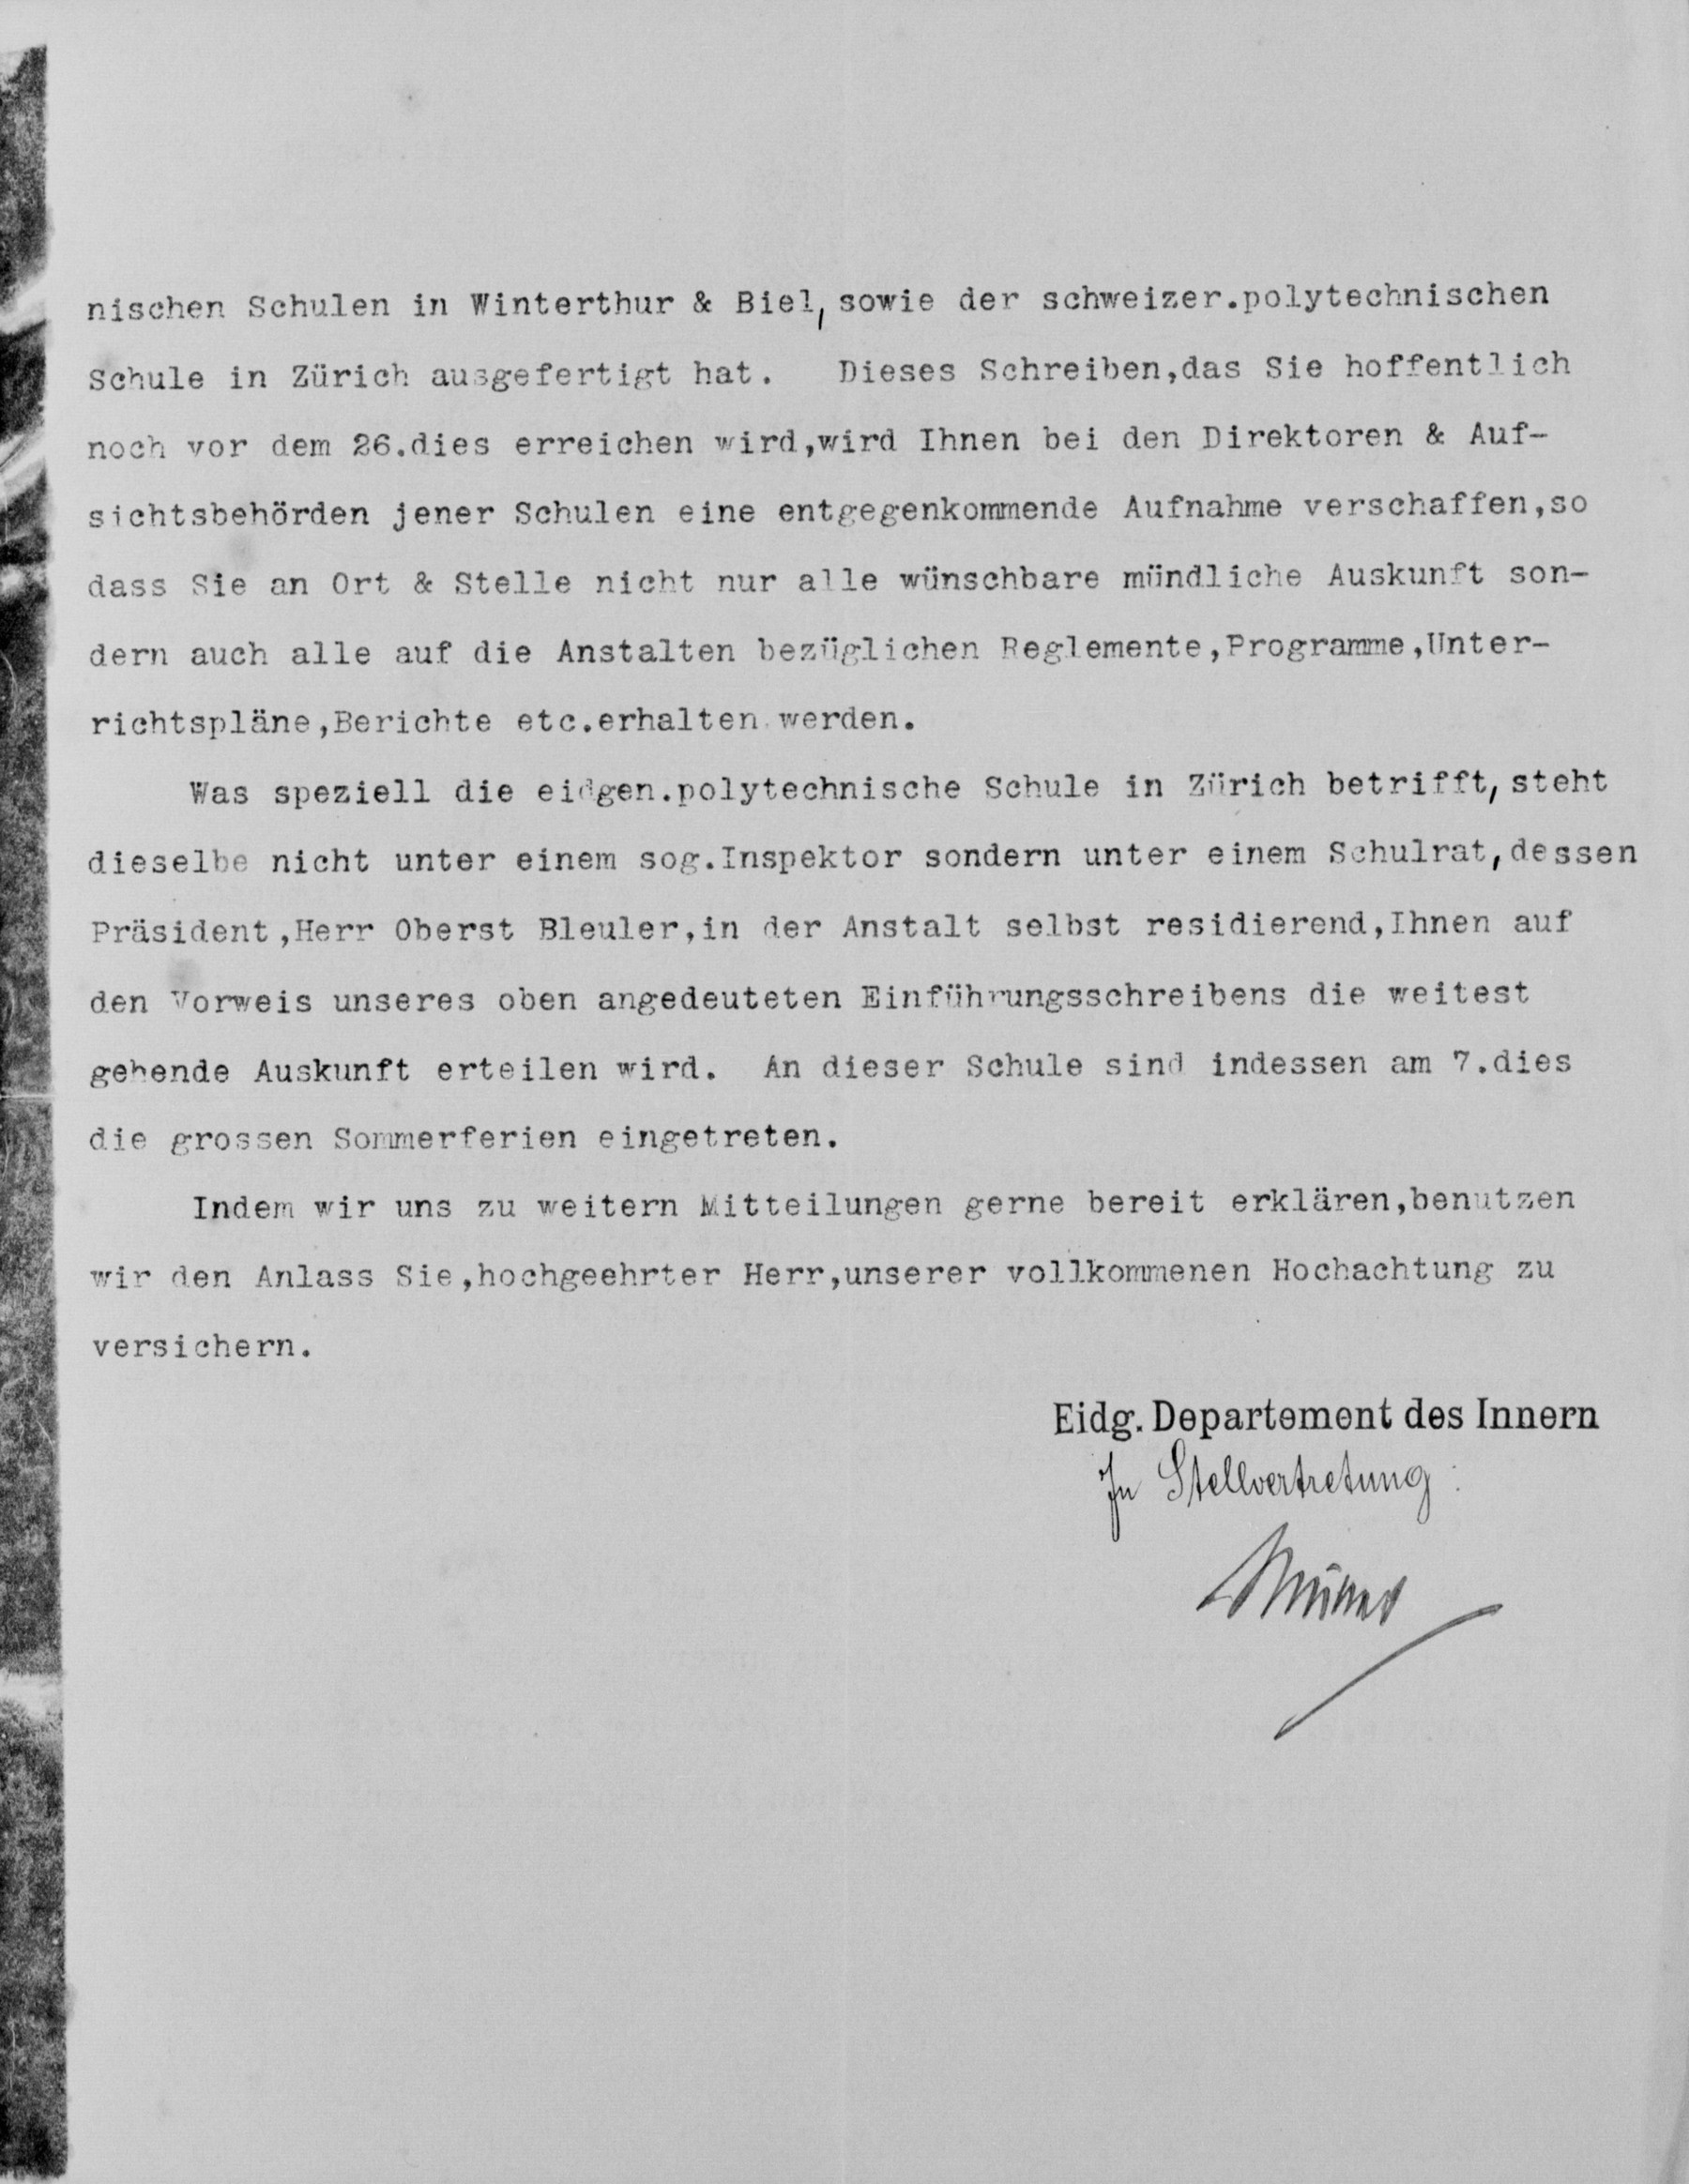 nischen Schulen in Winterthur & Biel, sowie der schweizer.polytechnischen
Schule in Zürich ausgefertigt hat. Dieses Schreiben,das Sie hoffentlich
noch vor dem 26.dies erreichen wird,wird Ihnen bei den Direktoren & Auf-
sichtsbehörden jener Schulen eine entgegenkommende Aufnahme verschaffen,so
dass Sie an Ort & Stelle nicht nur alle wünschbare mündliche Auskunft son-
dern auch alle auf die Anstalten bezüglichen Reglemente,Programme,Unter-
richtspläne,Berichte etc.erhalten werden.
Was speziell die eidgen.polytechnische Schule in Zürich betrifft, steht
dieselbe nicht unter einem sog.Inspektor sondern unter einem Schulrat,dessen
Präsident,Herr Oberst Bleuler,in der Anstalt selbst residierend,Ihnen auf
den Vorweis unseres oben angedeuteten Einführungsschreibens die weitest
gehende Auskunft erteilen wird. An dieser Schule sind indessen am 7.dies
die grossen Sommerferien eingetreten.
Indem wir uns zu weitern Mitteilungen gerne bereit erklären,benutzen
wir den Anlass Sie,hochgeehrter Herr,unserer vollkommenen Hochachtung zu
versichern.
Eidg. Departement des Innern
In Stellvertretung: